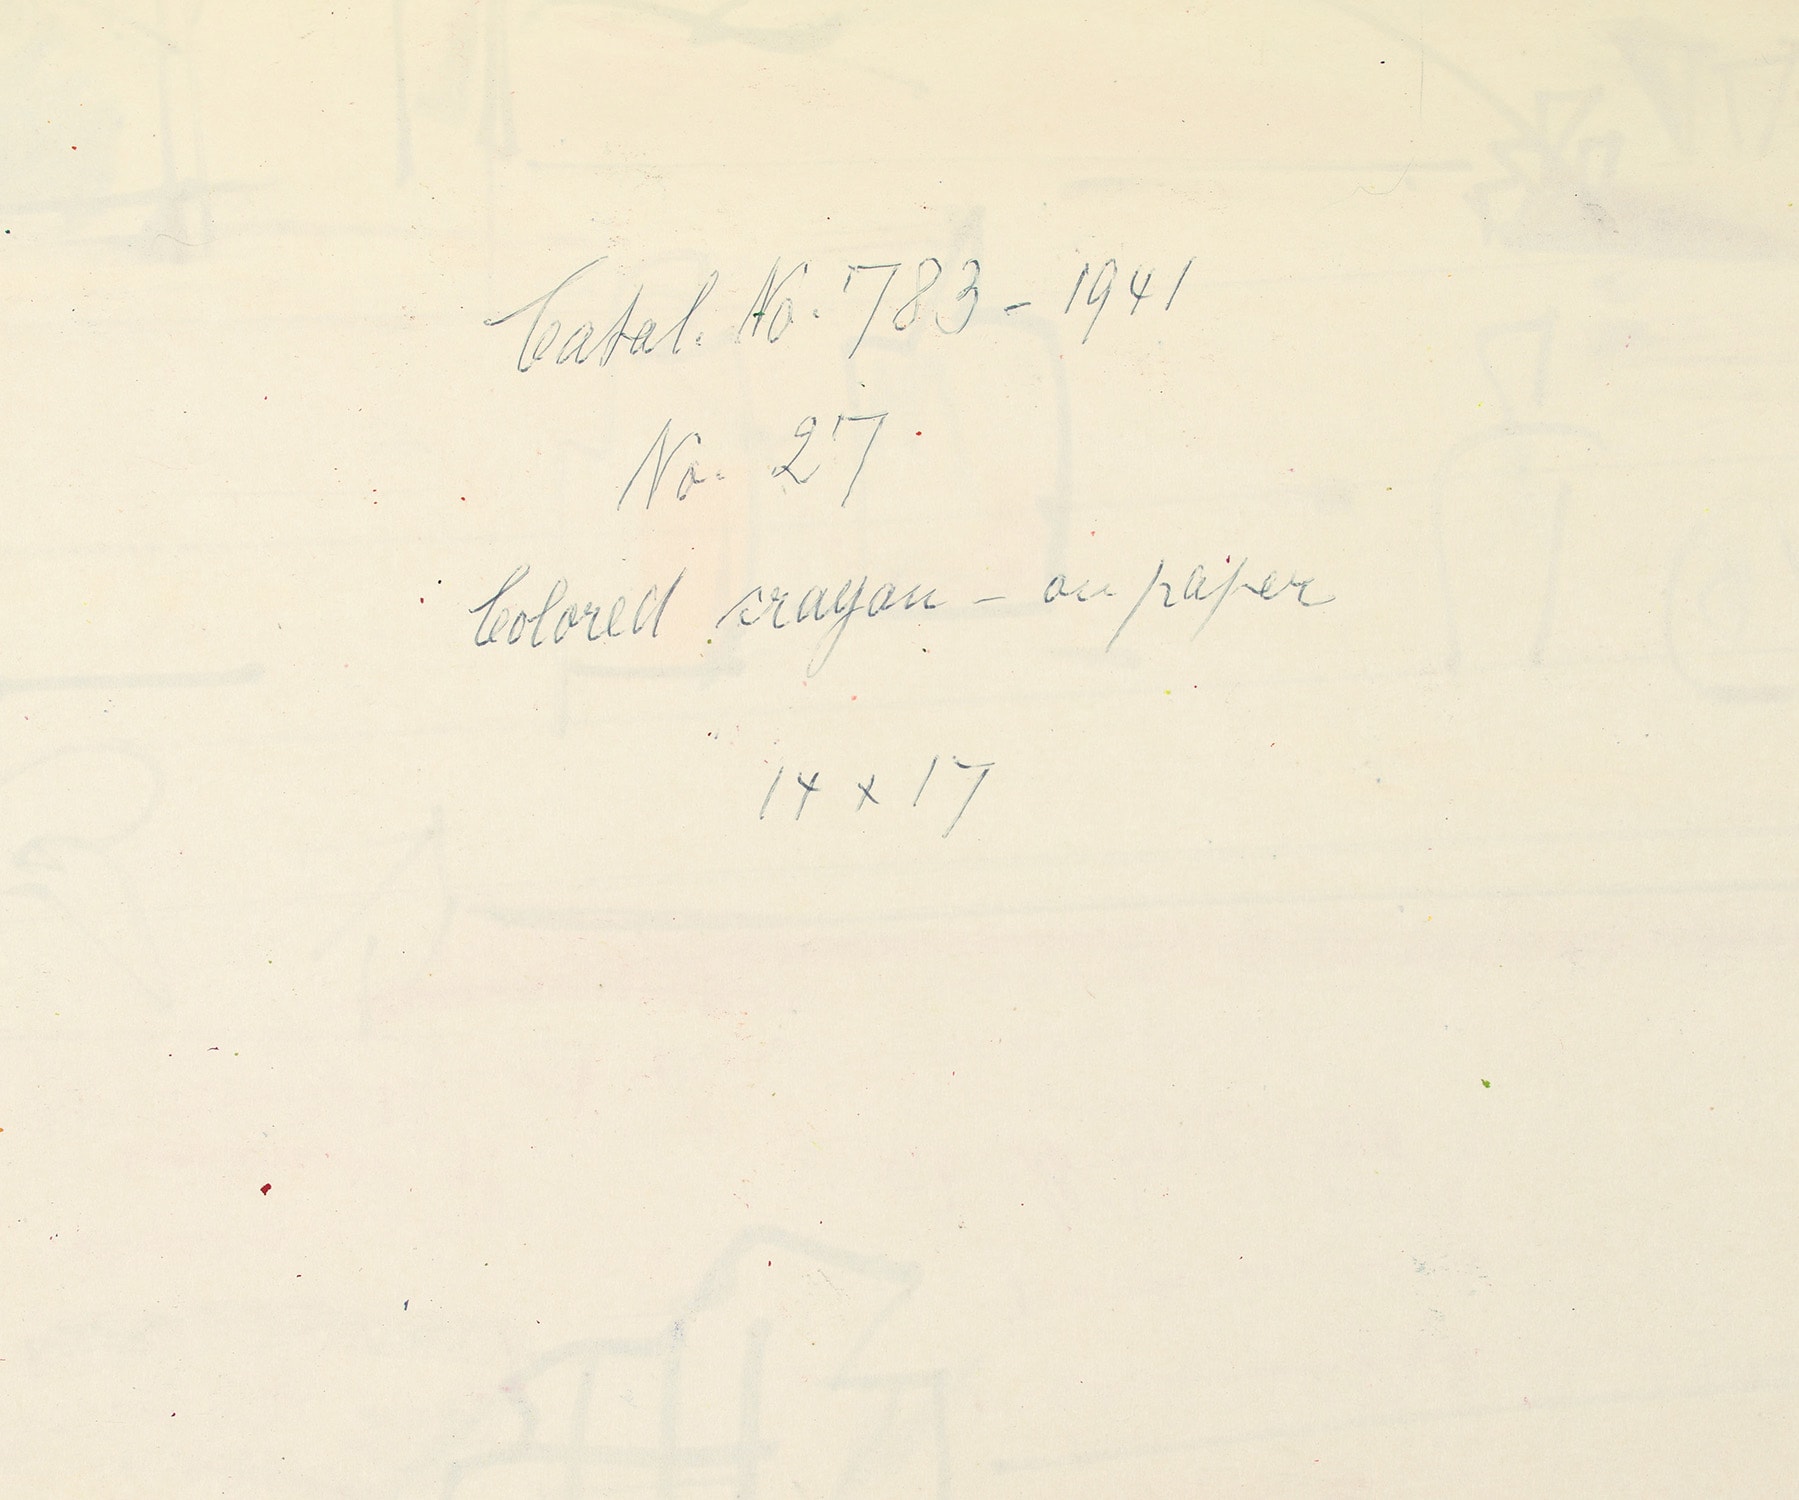 Catal. No. 783 - 1941
No. 27
Colored crayon - on paper
14 x 17